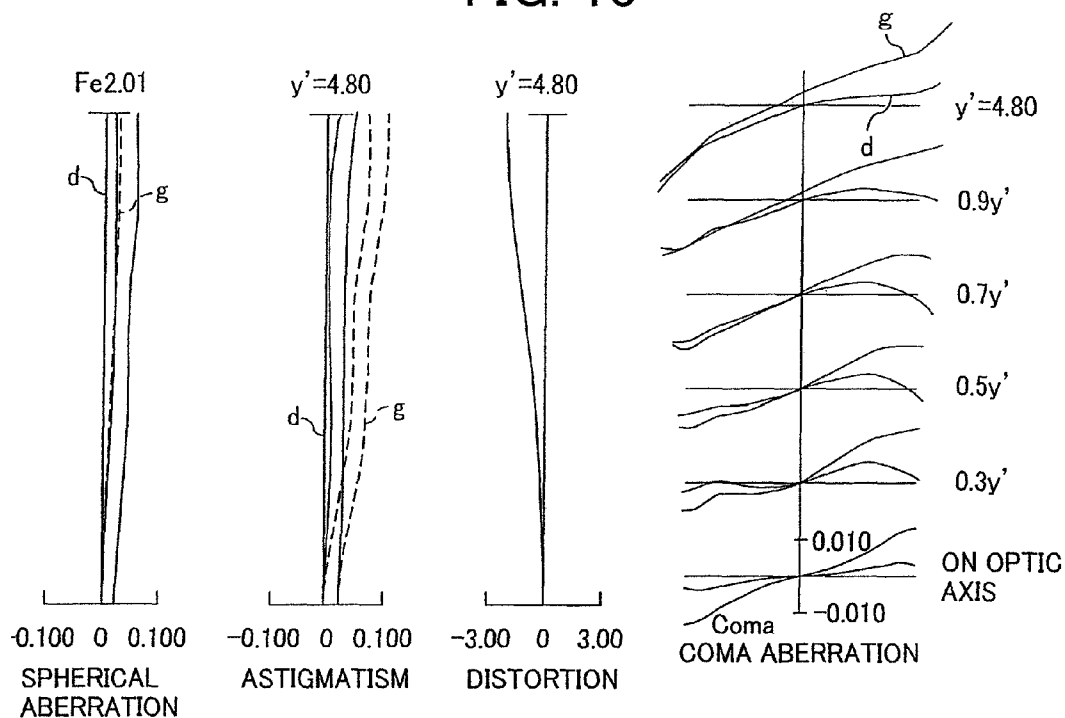 Fe2.01
d
g
-0.100 0 0.100
SPHERICAL
ABERRATION
y'=4.80
d
g
-0.100 0 0.100
ASTIGMATISM
y'=4.80
-3.00 0 3.00
DISTORTION
g
y'=4.80
d
0.9y'
0.7y'
0.5y'
0.3y'
0.010
ON OPTIC
AXIS
-0.010
Coma
COMA ABERRATION